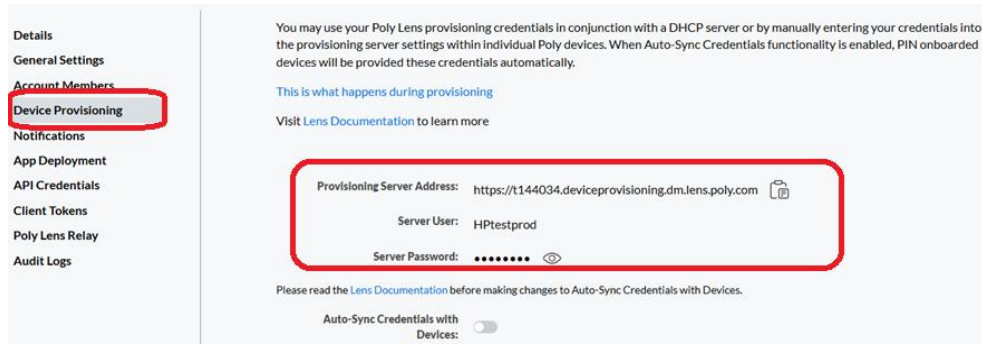 Details
General Settings
Account Members
Device Provisioning
Notifications
App Deployment
API Credentials
Client Tokens
Poly Lens Relay
Audit Logs
You may use your Poly Lens provisioning credentials in conjunction with a DHCP server or by manually entering your credentials into
the provisioning server settings within individual Poly devices. When Auto-Sync Credentials functionality is enabled, PIN onboarded
devices will be provided these credentials automatically.
This is what happens during provisioning
Visit Lens Documentation to learn more
Provisioning Server Address: https://t144034.deviceprovisioning.dm.lens.poly.com
Server User: HPtestprod
Server Password: ••••••••
Please read the Lens Documentation before making changes to Auto-Sync Credentials with Devices.
Auto-Sync Credentials with
Devices: